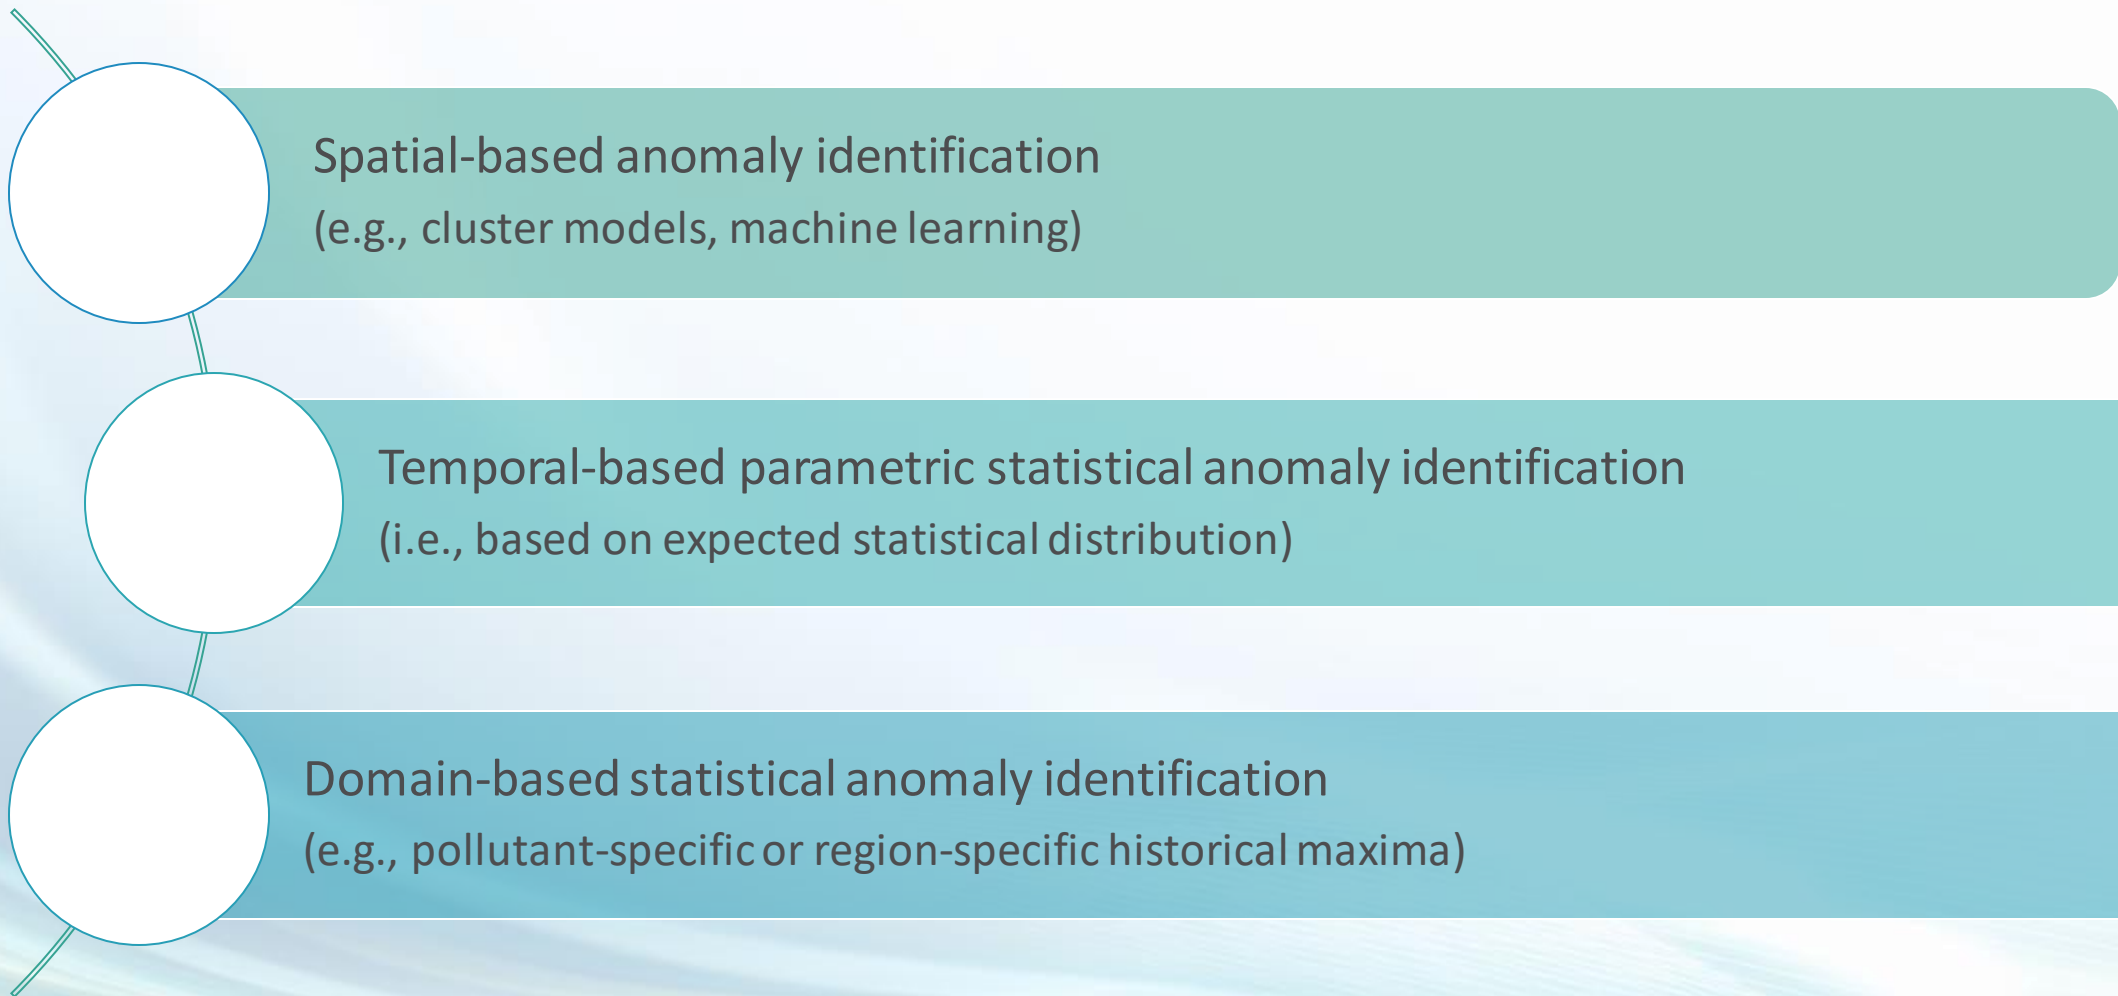 Spatial-based anomaly identification
(e.g., cluster models, machine learning)
Temporal-based parametric statistical anomaly identification
(i.e., based on expected statistical distribution)
Domain-based statistical anomaly identification
(e.g., pollutant-specific or region-specific historical maxima)